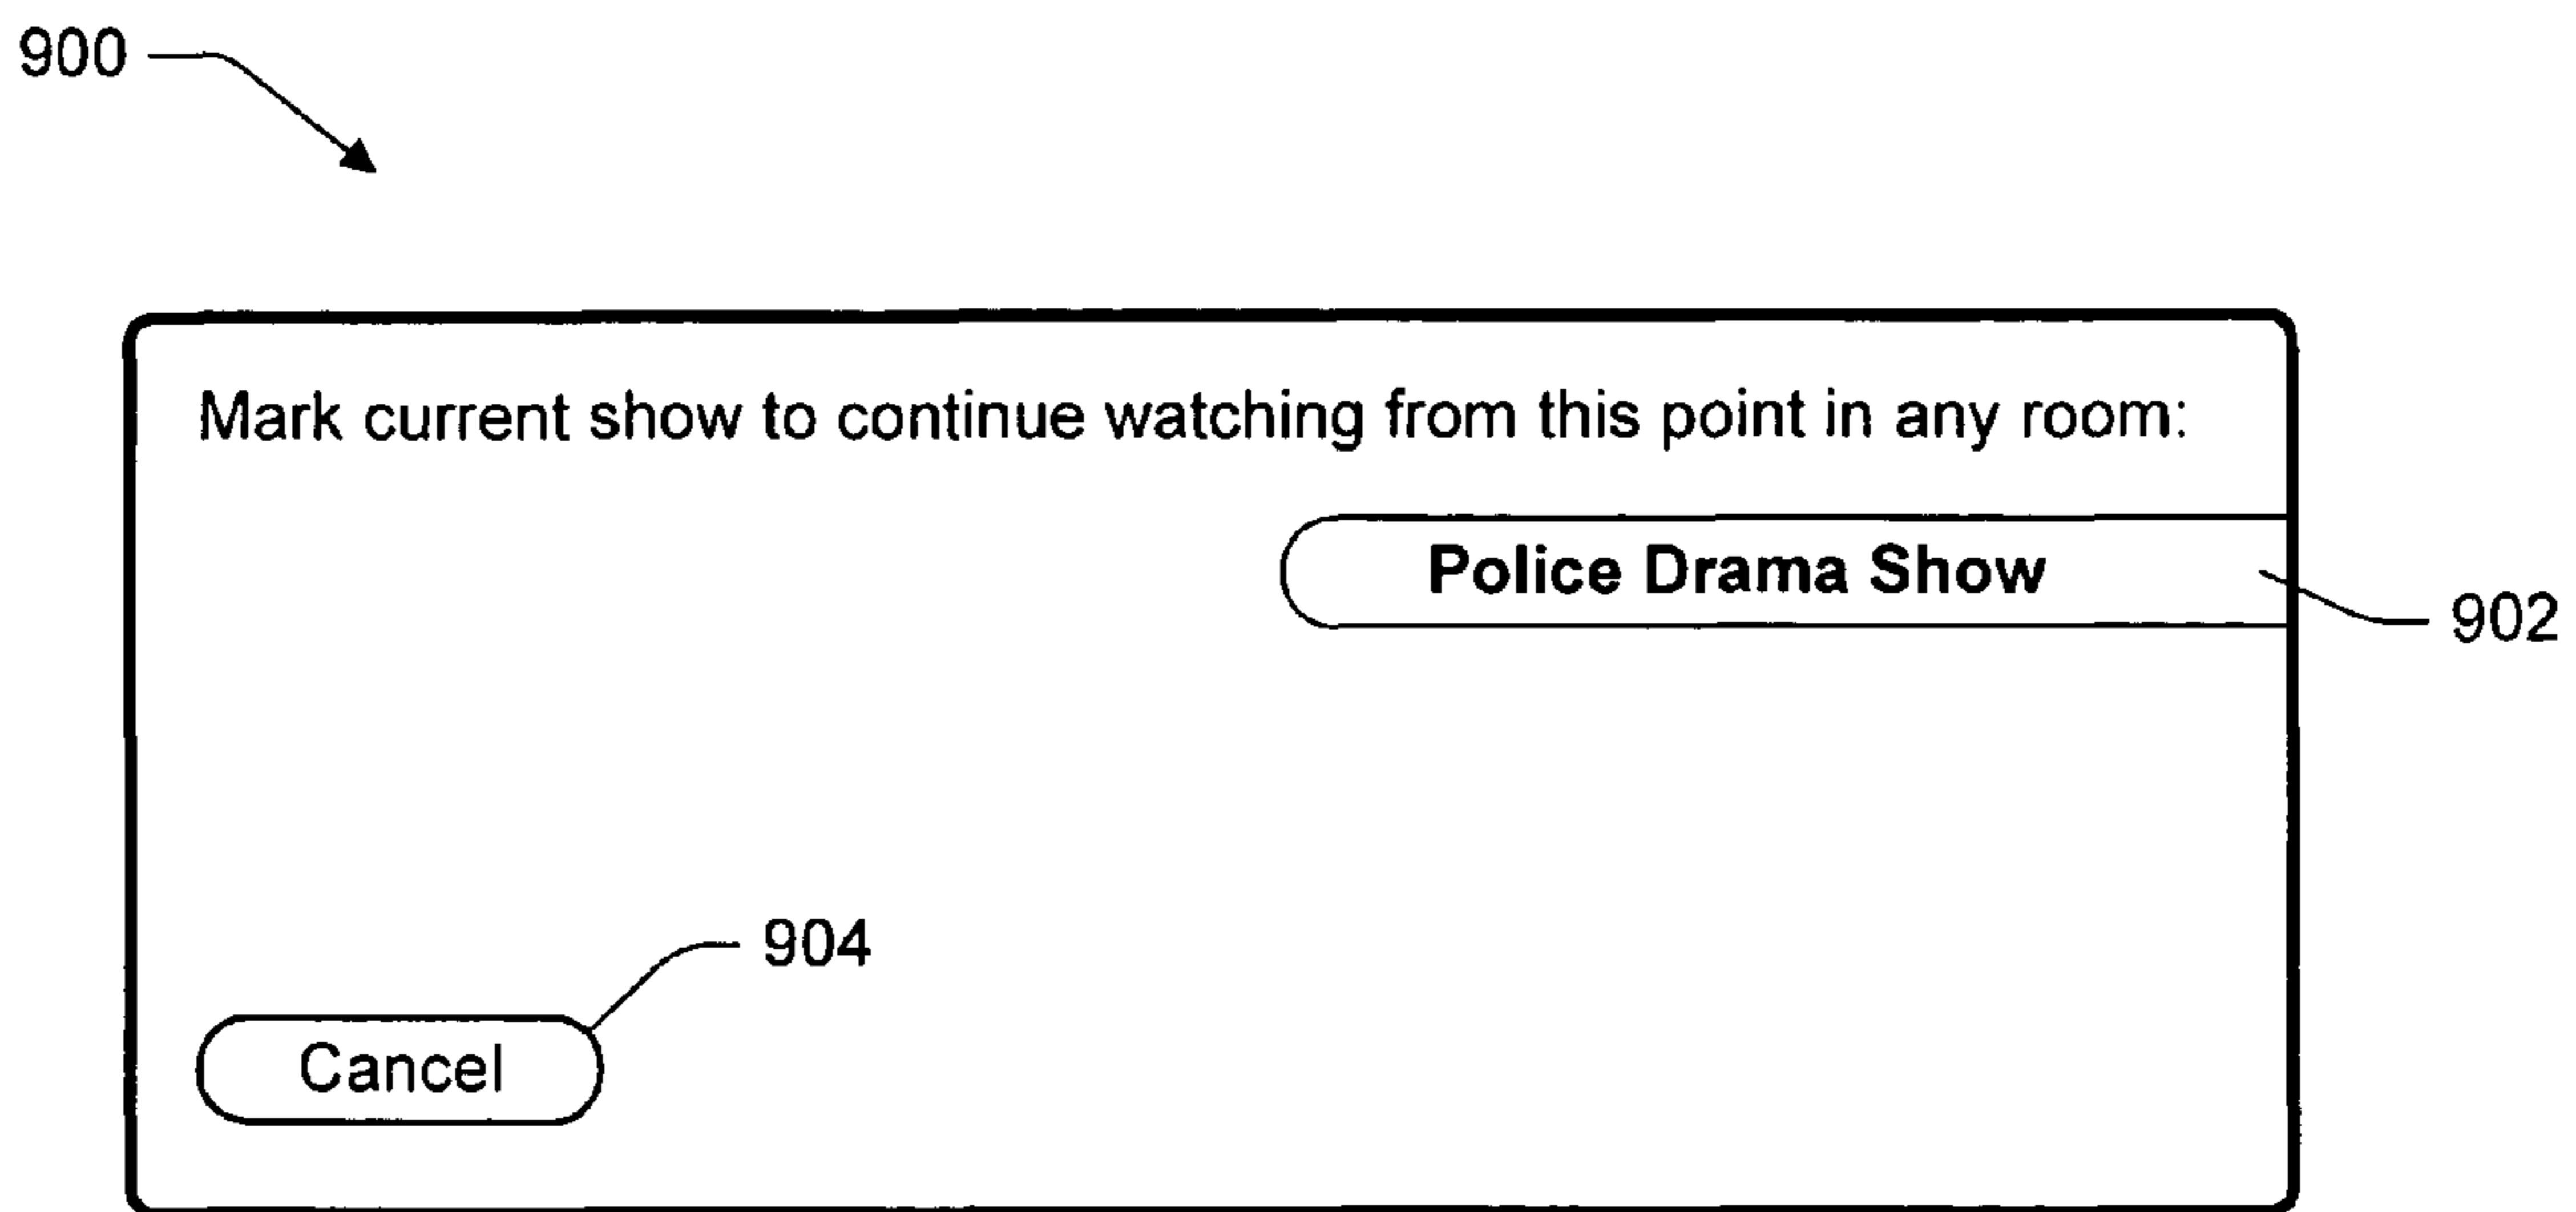 900
Mark current show to continue watching from this point in any room:
Police Drama Show
902
904
Cancel